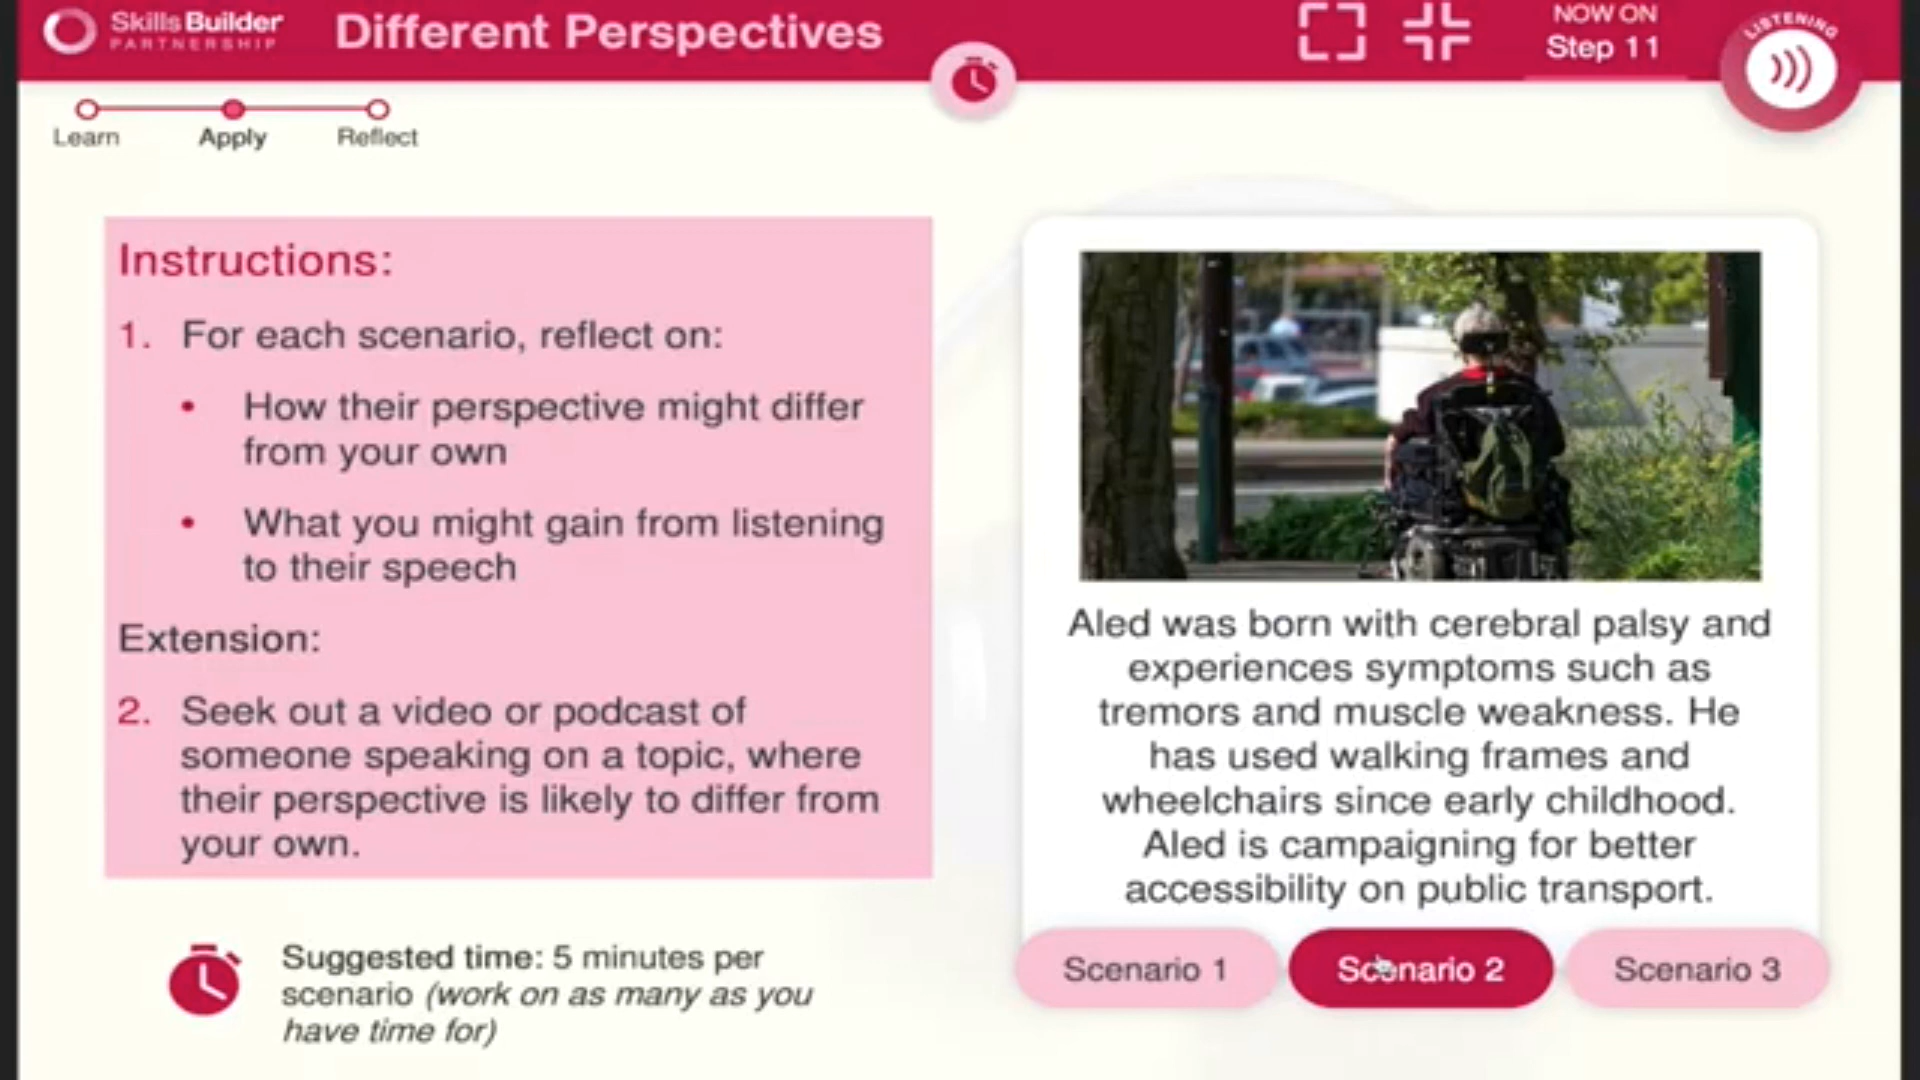 Skills Builder
PARTNERSHIP
Different Perspectives
NOW ON
Step 11
LISTENING
Learn
Apply
Reflect
Instructions:
1. For each scenario, reflect on:
• How their perspective might differ
from your own
• What you might gain from listening
to their speech
Extension:
2. Seek out a video or podcast of
someone speaking on a topic, where
their perspective is likely to differ from
your own.
Suggested time: 5 minutes per
scenario (work on as many as you
have time for)
Aled was born with cerebral palsy and
experiences symptoms such as
tremors and muscle weakness. He
has used walking frames and
wheelchairs since early childhood.
Aled is campaigning for better
accessibility on public transport.
Scenario 1
Scenario 2
Scenario 3